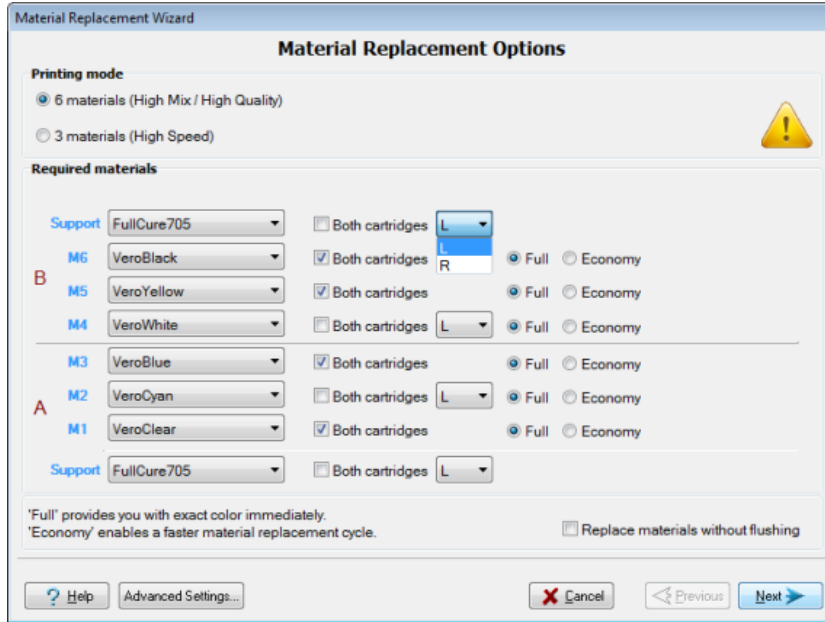 Material Replacement Wizard
Material Replacement Options
Printing mode
6 materials (High Mix / High Quality)
3 materials (High Speed)
Required materials
Support FullCure705 Both cartridges L
L
R
B
M6 VeroBlack Both cartridges Full Economy
M5 VeroYellow Both cartridges Full Economy
M4 VeroWhite Both cartridges L Full Economy
A
M3 VeroBlue Both cartridges Full Economy
M2 VeroCyan Both cartridges L Full Economy
M1 VeroClear Both cartridges Full Economy
Support FullCure705 Both cartridges L
'Full' provides you with exact color immediately.
'Economy' enables a faster material replacement cycle.
Replace materials without flushing
? Help Advanced Settings... Cancel Previous Next